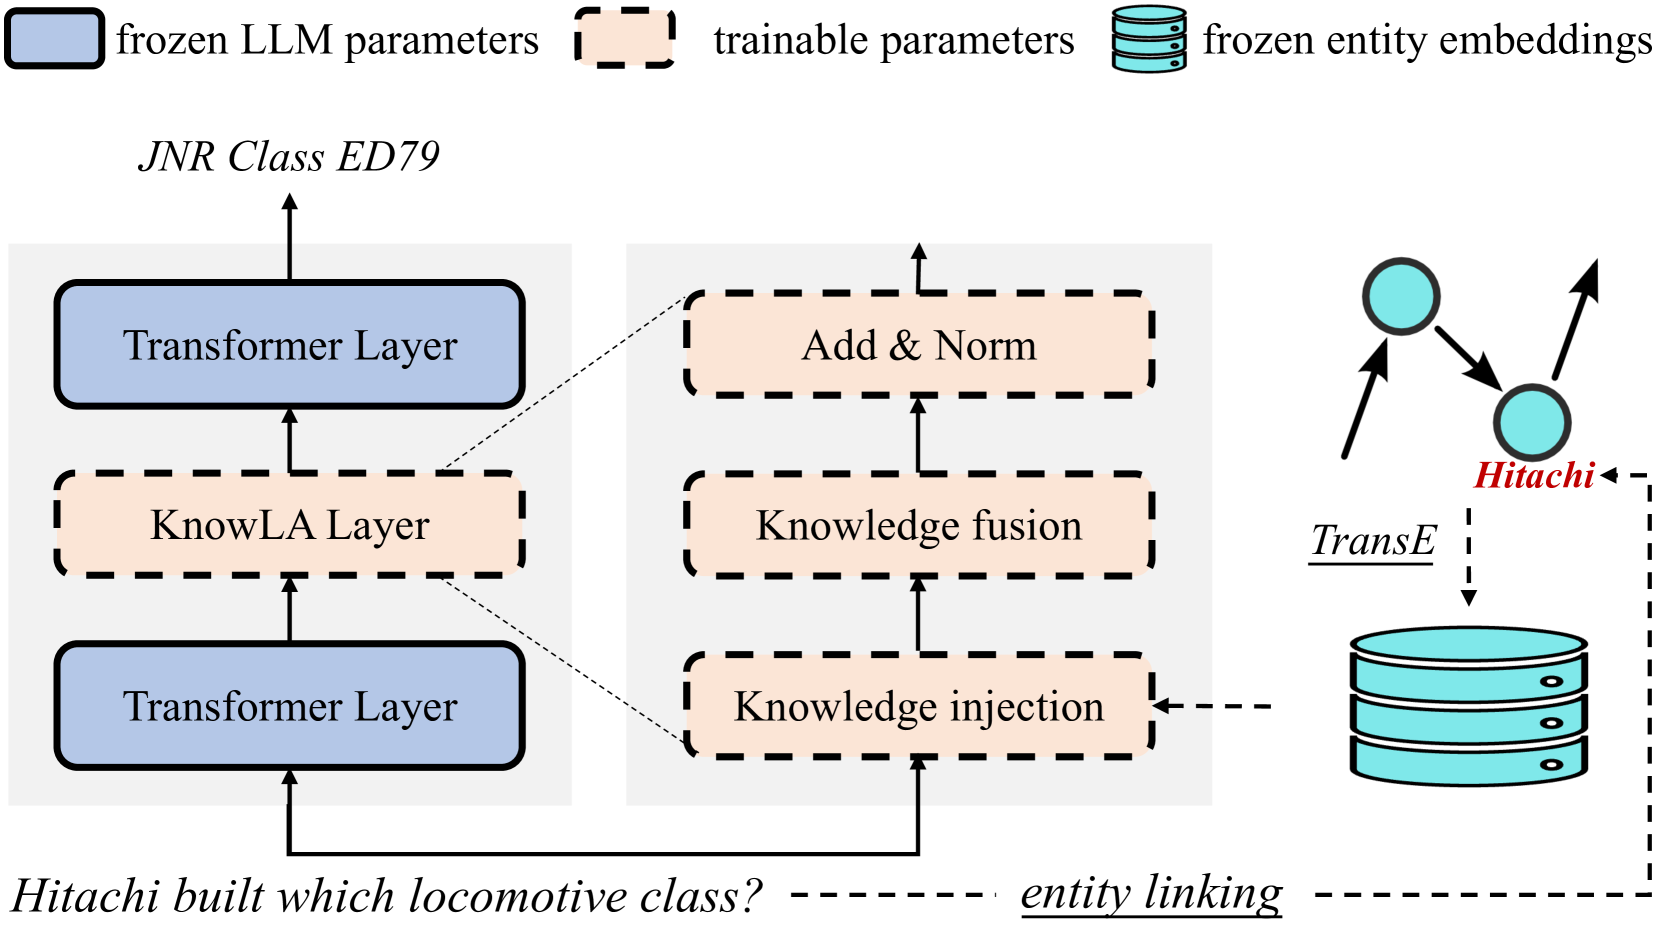 frozen LLM parameters
trainable parameters
frozen entity embeddings
JNR Class ED79
Transformer Layer
KnowLA Layer
Transformer Layer
Add & Norm
Knowledge fusion
Knowledge injection
Hitachi
TransE
Hitachi built which locomotive class?
entity linking